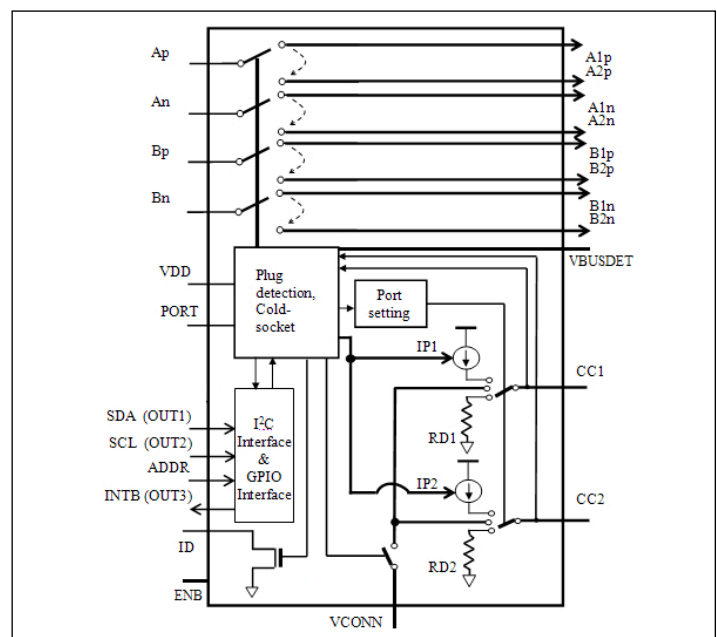 Ap
An
Bp
Bn
A1p
A2p
A1n
A2n
B1p
B2p
B1n
B2n
VBUSDET
VDD
PORT
Plug
detection,
Cold-
socket
Port
setting
IP1
CC1
RD1
SDA (OUT1)
SCL (OUT2)
ADDR
INTB (OUT3)
I²C
Interface
&
GPIO
Interface
IP2
CC2
RD2
ID
ENB
VCONN